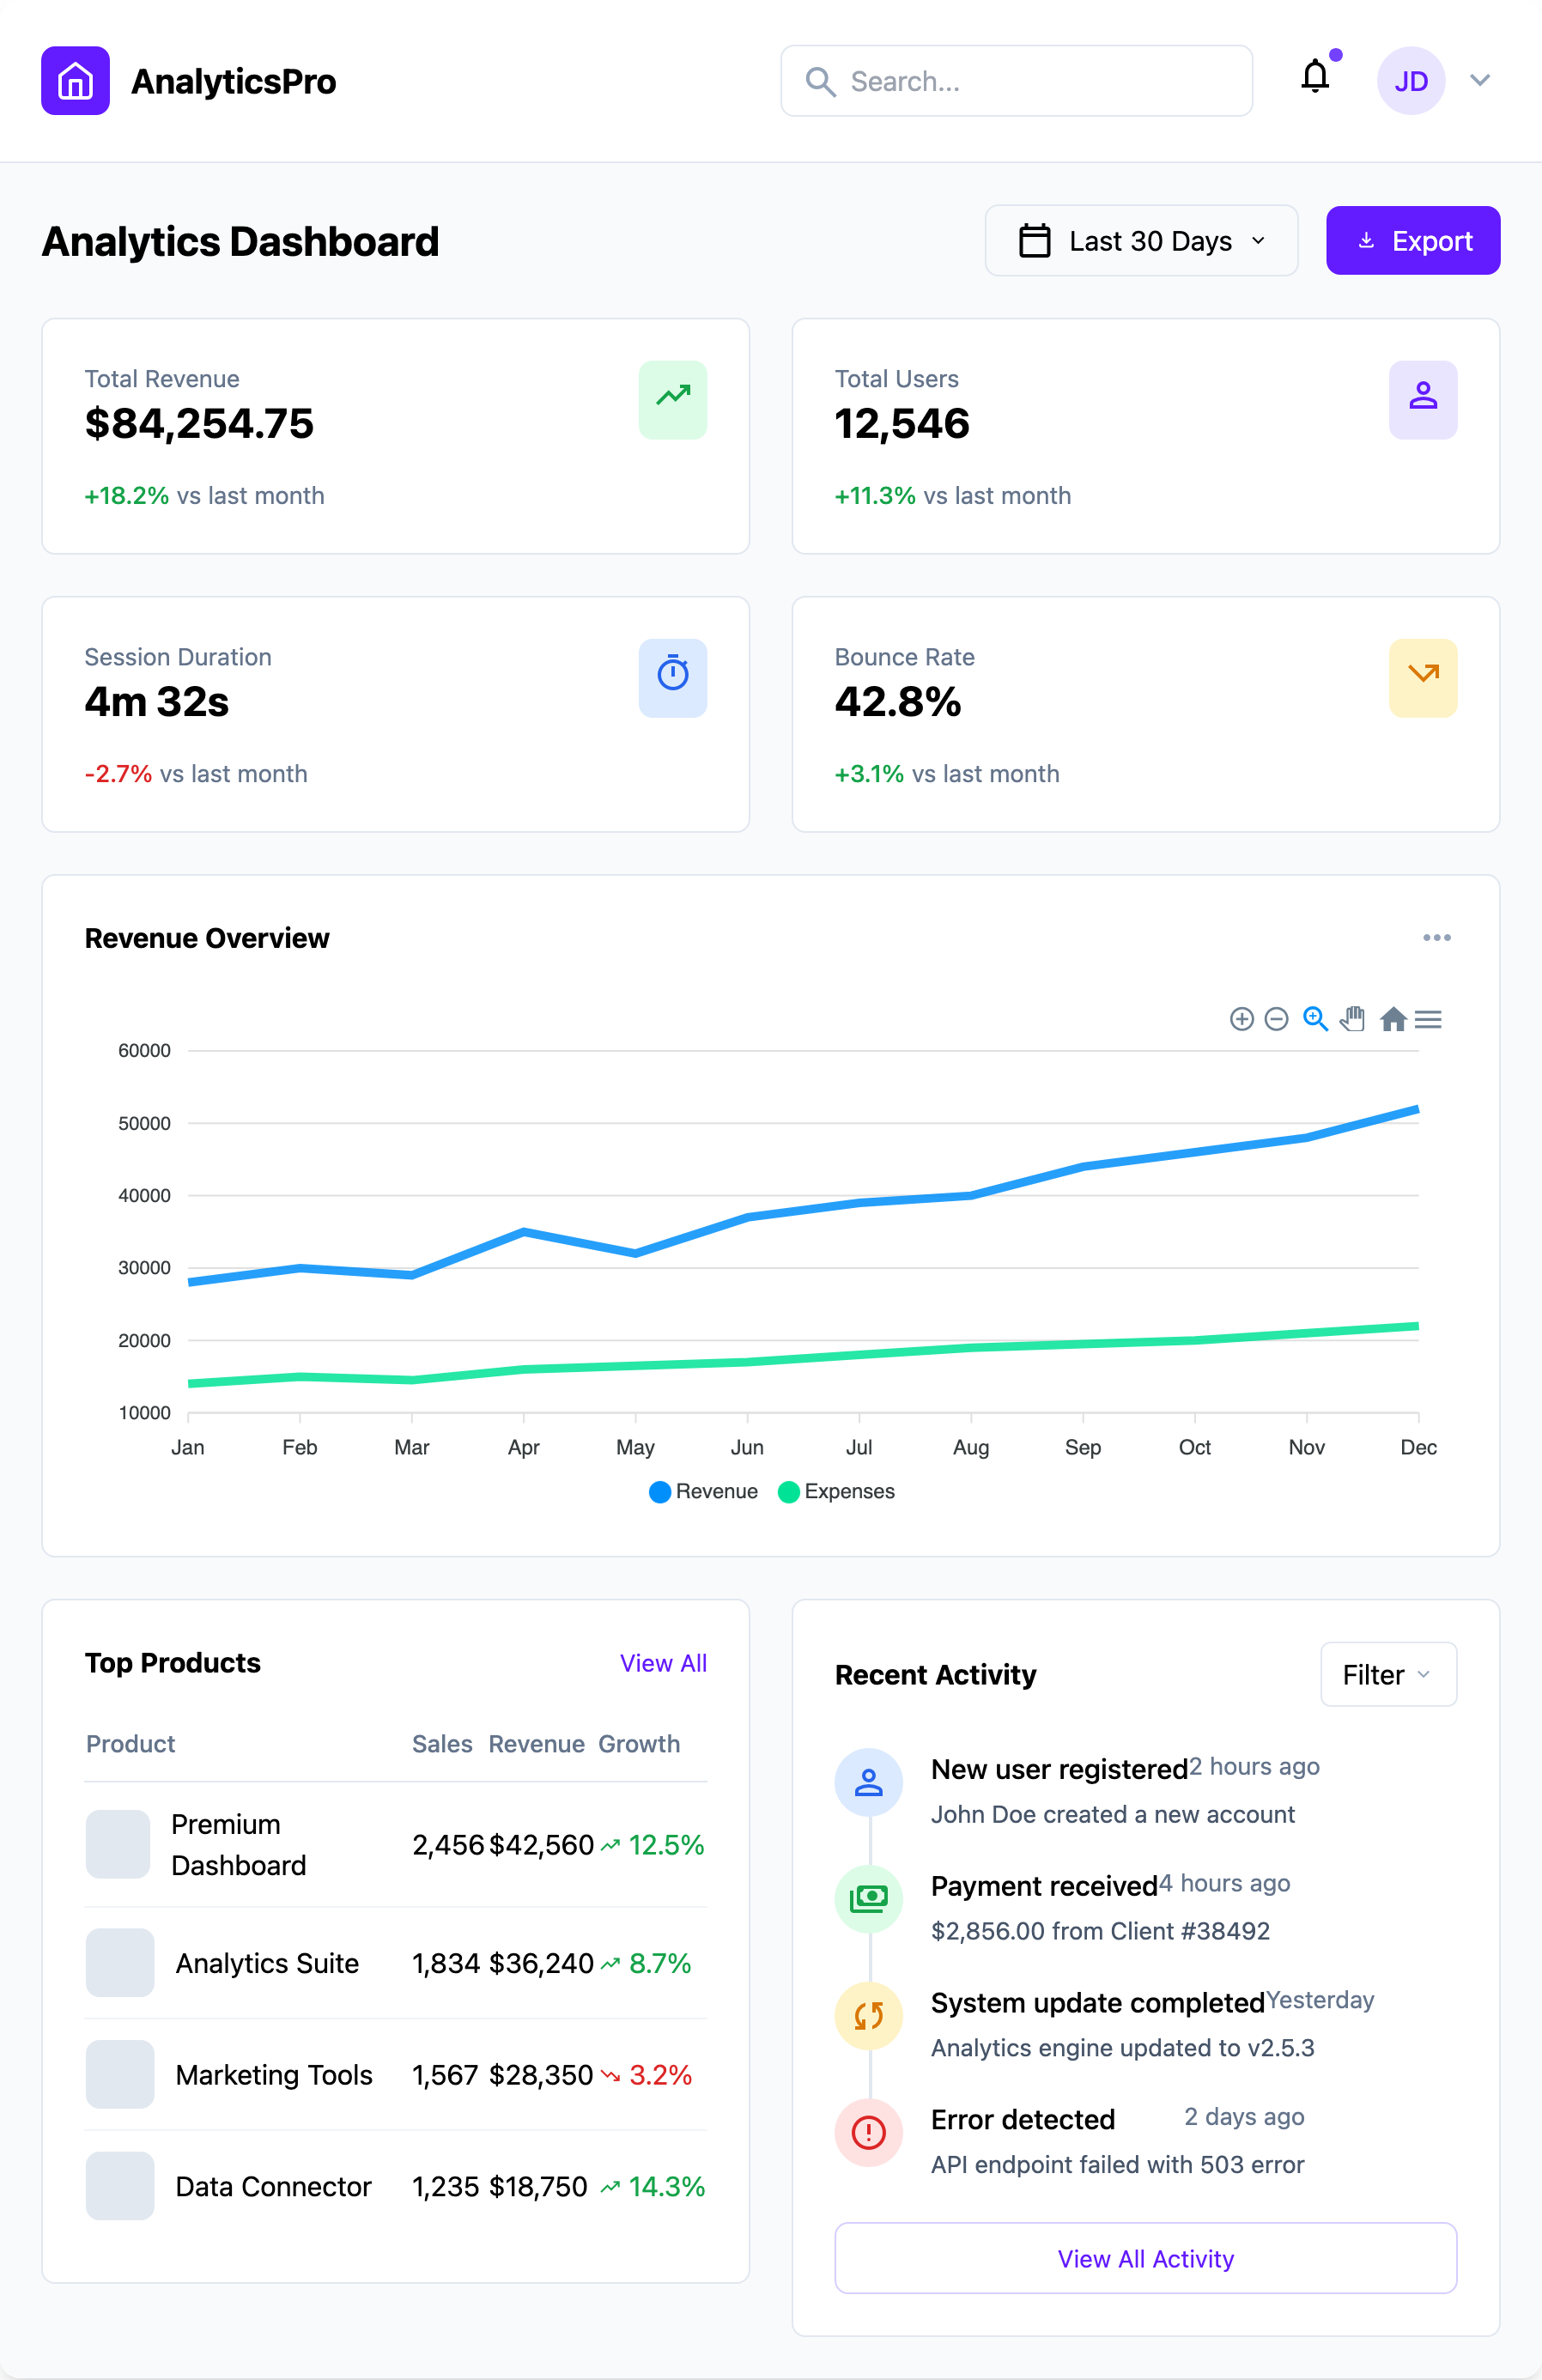 AnalyticsPro
Search...
JD
Analytics Dashboard
Last 30 Days
Export
Total Revenue
$84,254.75
+18.2% vs last month
Total Users
12,546
+11.3% vs last month
Session Duration
4m 32s
-2.7% vs last month
Bounce Rate
42.8%
+3.1% vs last month
Revenue Overview
60000
50000
40000
30000
20000
10000
Jan Feb Mar Apr May Jun Jul Aug Sep Oct Nov Dec
Revenue Expenses
Top Products
View All
Product Sales Revenue Growth
Premium
Dashboard
2,456 $42,560 12.5%
Analytics Suite 1,834 $36,240 8.7%
Marketing Tools 1,567 $28,350 3.2%
Data Connector 1,235 $18,750 14.3%
Recent Activity
Filter
New user registered 2 hours ago
John Doe created a new account
Payment received 4 hours ago
$2,856.00 from Client #38492
System update completed Yesterday
Analytics engine updated to v2.5.3
Error detected 2 days ago
API endpoint failed with 503 error
View All Activity